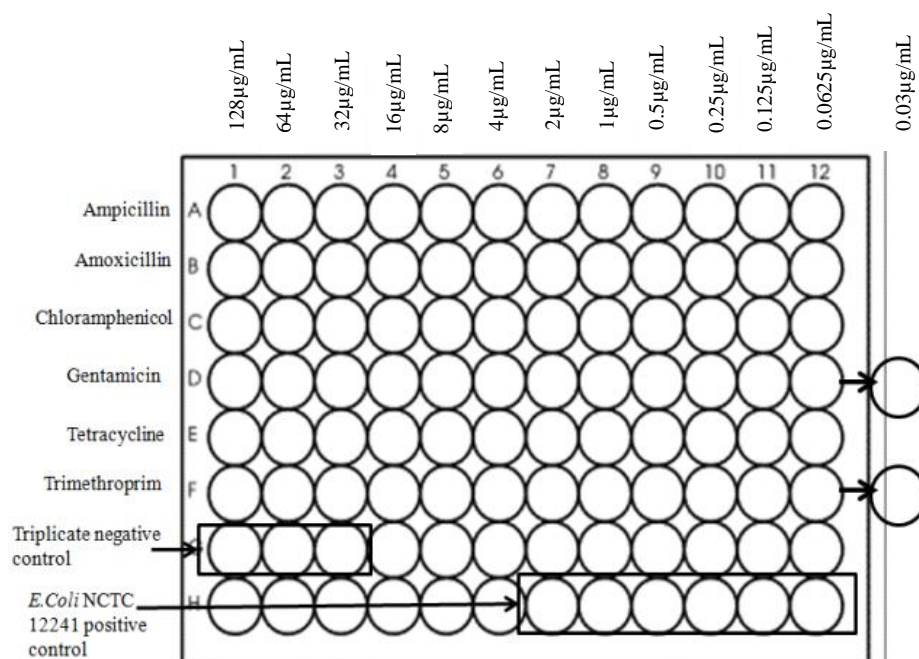 128µg/mL
64µg/mL
32µg/mL
16µg/mL
8µg/mL
4µg/mL
2µg/mL
1µg/mL
0.5µg/mL
0.25µg/mL
0.125µg/mL
0.0625µg/mL
0.03µg/mL
1 2 3 4 5 6 7 8 9 10 11 12
Ampicillin A
Amoxicillin B
Chloramphenicol C
Gentamicin D
Tetracycline E
Trimethroprim F
Triplicate negative
control
E.Coli NCTC H
12241 positive
control